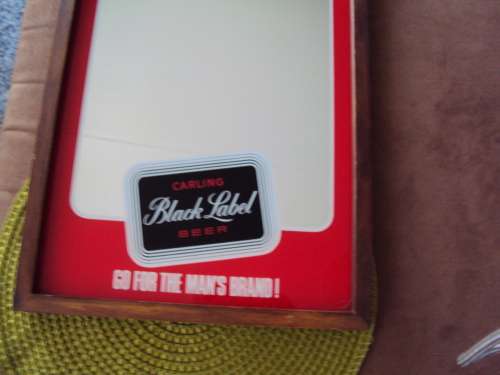 CARLING
Black Label
BEER
GO FOR THE MAN'S BRAND!